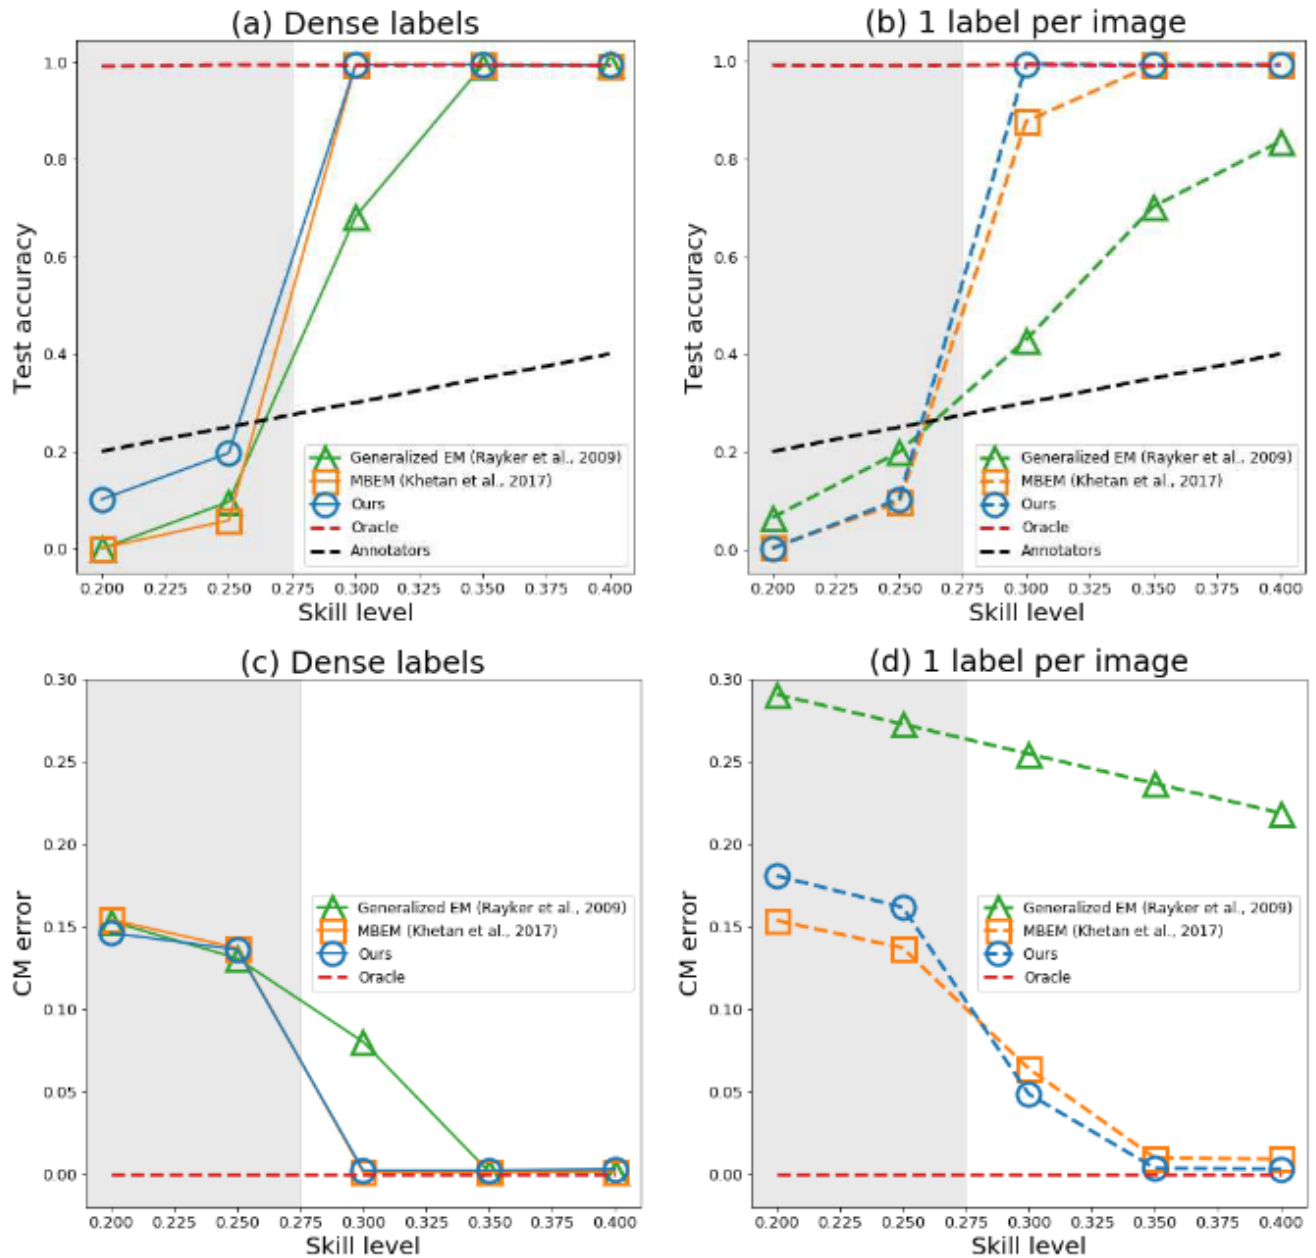 (a) Dense labels
Test accuracy
1.0
0.8
0.6
0.4
0.2
0.0
Generalized EM (Rayker et al., 2009)
MBEM (Khetan et al., 2017)
Ours
Oracle
Annotators
0.200 0.225 0.250 0.275 0.300 0.325 0.350 0.375 0.400
Skill level
(b) 1 label per image
Test accuracy
1.0
0.8
0.6
0.4
0.2
0.0
Generalized EM (Rayker et al., 2009)
MBEM (Khetan et al., 2017)
Ours
Oracle
Annotators
0.200 0.225 0.250 0.275 0.300 0.325 0.350 0.375 0.400
Skill level
(c) Dense labels
CM error
0.30
0.25
0.20
0.15
0.10
0.05
0.00
Generalized EM (Rayker et al., 2009)
MBEM (Khetan et al., 2017)
Ours
Oracle
0.200 0.225 0.250 0.275 0.300 0.325 0.350 0.375 0.400
Skill level
(d) 1 label per image
CM error
0.30
0.25
0.20
0.15
0.10
0.05
0.00
Generalized EM (Rayker et al., 2009)
MBEM (Khetan et al., 2017)
Ours
Oracle
0.200 0.225 0.250 0.275 0.300 0.325 0.350 0.375 0.400
Skill level